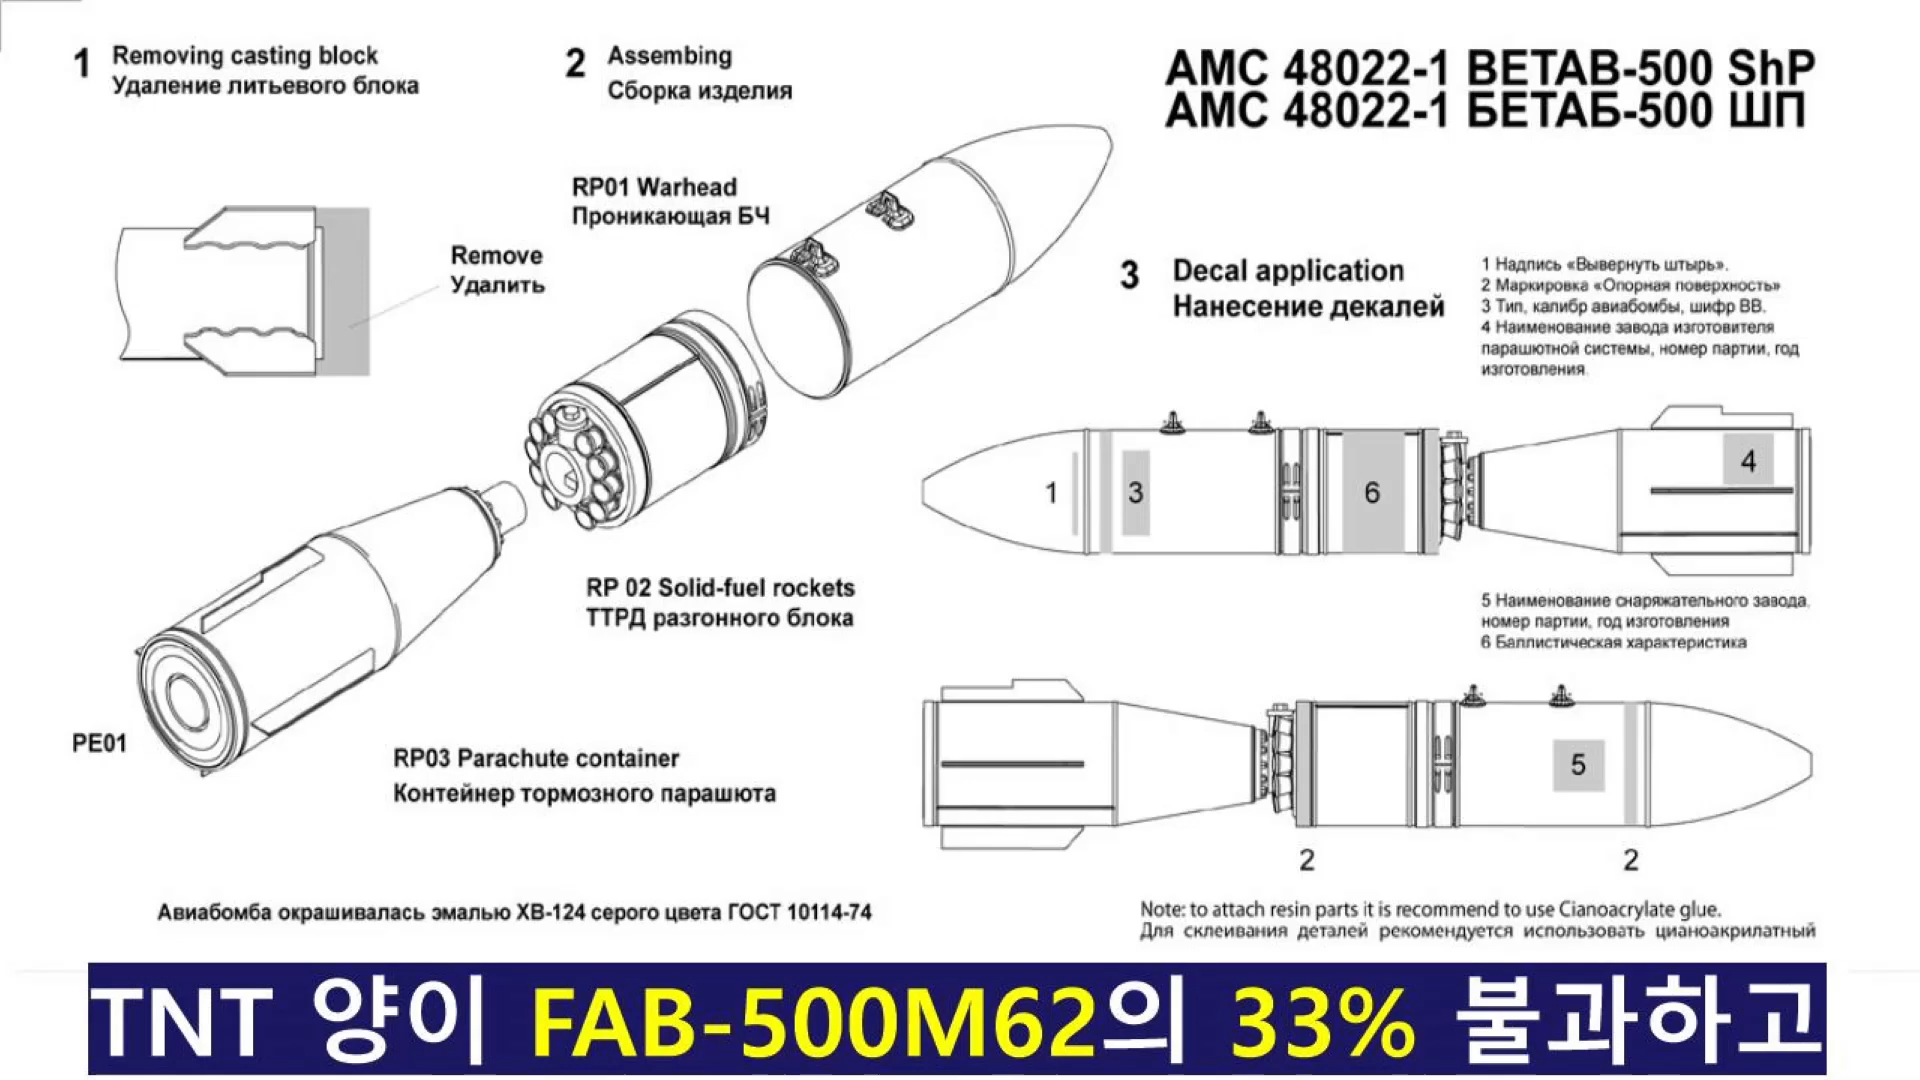 1 Removing casting block
Удаление литьевого блока
2 Assembing
Сборка изделия
AMC 48022-1 BETAB-500 ShP
АМС 48022-1 БЕТАБ-500 ШП
RP01 Warhead
Проникающая БЧ
Remove
Удалить
3 Decal application
Нанесение декалей
1 Надпись «Вывернуть штырь».
2 Маркировка «Опорная поверхность»
3 Тип, калибр авиабомбы, шифр ВВ.
4 Наименование завода изготовителя
парашютной системы, номер партии, год
изготовления.
1
3
6
4
RP 02 Solid-fuel rockets
ТТРД разгонного блока
5 Наименование снаряжательного завода,
номер партии, год изготовления
6 Баллистическая характеристика
PE01
RP03 Parachute container
Контейнер тормозного парашюта
5
2
2
Авиабомба окрашивалась эмалью ХВ-124 серого цвета ГОСТ 10114-74
Note: to attach resin parts it is recommend to use Cianoacrylate glue.
Для склеивания деталей рекомендуется использовать цианоакрилатный
TNT 양이 FAB-500M62의 33% 불과하고